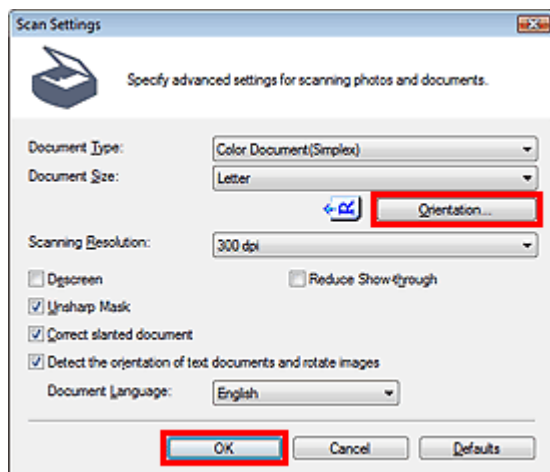 Scan Settings
Specify advanced settings for scanning photos and documents.
Document Type: Color Document(Simplex)
Document Size: Letter
R Orientation...
Scanning Resolution: 300 dpi
Descreen Reduce Show-through
Unsharp Mask
Correct slanted document
Detect the orientation of text documents and rotate images
Document Language: English
OK Cancel Defaults